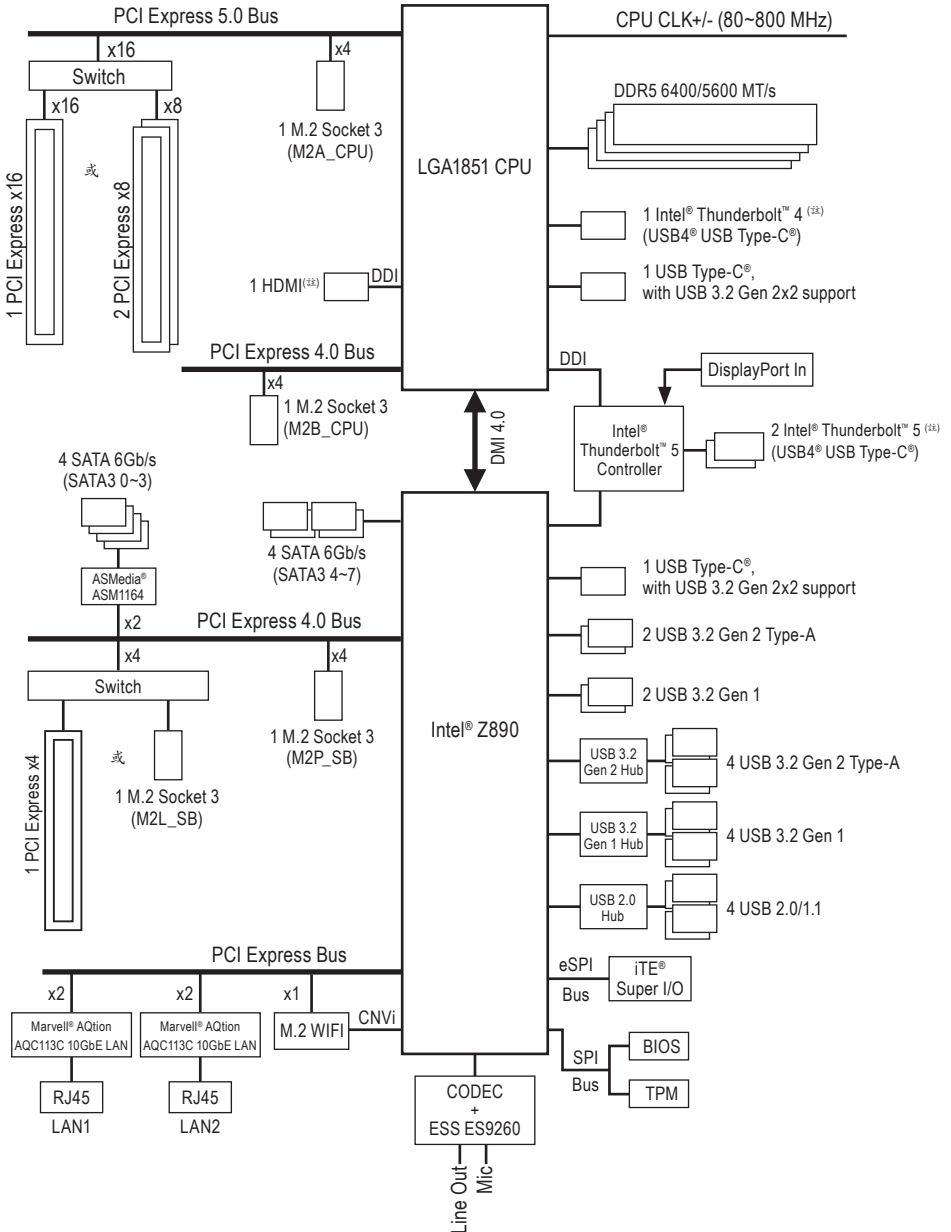 PCI Express 5.0 Bus
CPU CLK+/- (80~800 MHz)
x16
x4
Switch
x16
x8
1 M.2 Socket 3
(M2A_CPU)
DDR5 6400/5600 MT/s
LGA1851 CPU
或
1 PCI Express x16
2 PCI Express x8
1 Intel® Thunderbolt™ 4 (註)
(USB4® USB Type-C®)
1 HDMI(註)
DDI
1 USB Type-C®,
with USB 3.2 Gen 2x2 support
PCI Express 4.0 Bus
DDI
DisplayPort In
x4
1 M.2 Socket 3
(M2B_CPU)
DMI 4.0
Intel®
Thunderbolt™ 5
Controller
2 Intel® Thunderbolt™ 5 (註)
(USB4® USB Type-C®)
4 SATA 6Gb/s
(SATA3 0~3)
4 SATA 6Gb/s
(SATA3 4~7)
ASMedia®
ASM1164
1 USB Type-C®,
with USB 3.2 Gen 2x2 support
x2
PCI Express 4.0 Bus
2 USB 3.2 Gen 2 Type-A
x4
x4
Switch
2 USB 3.2 Gen 1
Intel® Z890
1 M.2 Socket 3
(M2P_SB)
或
1 PCI Express x4
1 M.2 Socket 3
(M2L_SB)
USB 3.2
Gen 2 Hub
4 USB 3.2 Gen 2 Type-A
USB 3.2
Gen 1 Hub
4 USB 3.2 Gen 1
USB 2.0
Hub
4 USB 2.0/1.1
PCI Express Bus
eSPI
Bus
iTE®
Super I/O
x2
x2
x1
Marvell® AQtion
AQC113C 10GbE LAN
Marvell® AQtion
AQC113C 10GbE LAN
M.2 WIFI
CNVi
SPI
Bus
BIOS
TPM
RJ45
RJ45
LAN1
LAN2
CODEC
+
ESS ES9260
Line Out
Mic